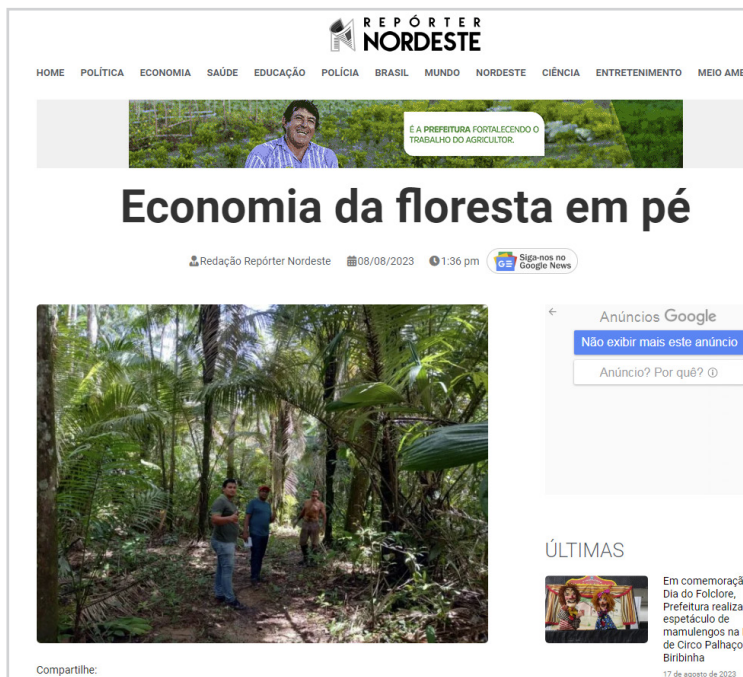 REPÓRTER
NORDESTE
HOME POLÍTICA ECONOMIA SAÚDE EDUCAÇÃO POLÍCIA BRASIL MUNDO NORDESTE CIÊNCIA ENTRETENIMENTO MEIO AME
É A PREFEITURA FORTALECENDO O
TRABALHO DO AGRICULTOR.
Economia da floresta em pé
Redação Repórter Nordeste 08/08/2023 1:36 pm
Siga-nos no
Google News
Anúncios Google
Não exibir mais este anúncio
Anúncio? Por quê?
ÚLTIMAS
Em comemoraçã
Dia do Folclore,
Prefeitura realiza
espetáculo de
mamulengos na
de Circo Palhaço
Biribinha
17 de agosto de 2023
Compartilhe: